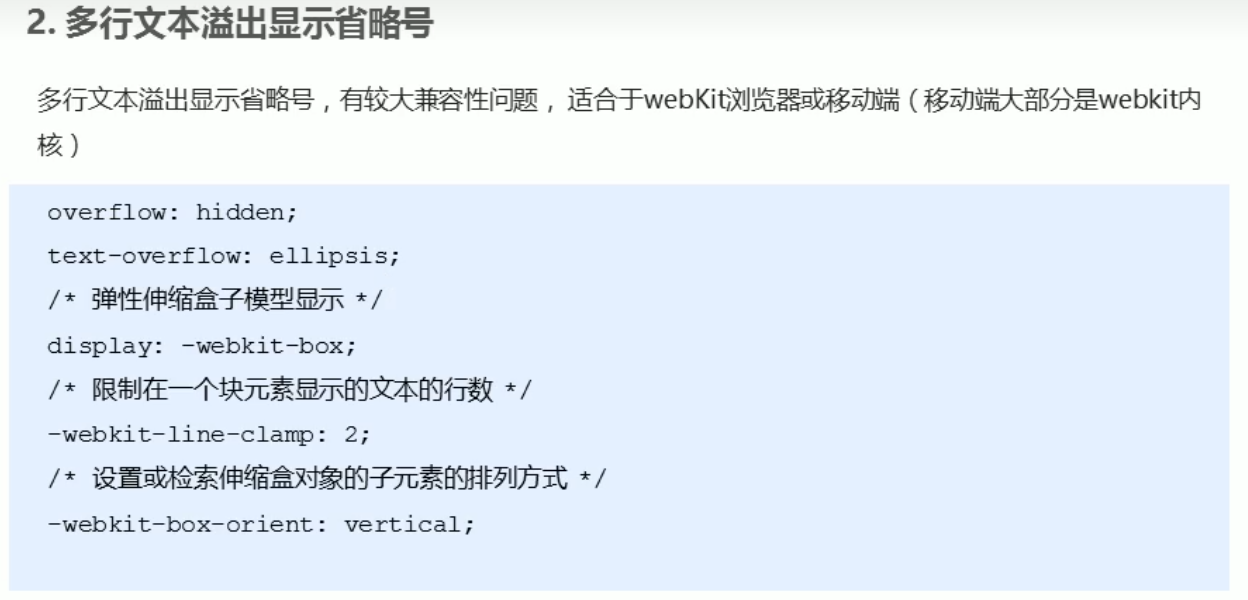 2. 多行文本溢出显示省略号
多行文本溢出显示省略号，有较大兼容性问题， 适合于webKit浏览器或移动端（移动端大部分是webkit内
核）
overflow: hidden;
text-overflow: ellipsis;
/* 弹性伸缩盒子模型显示 */
display: -webkit-box;
/* 限制在一个块元素显示的文本的行数 */
-webkit-line-clamp: 2;
/* 设置或检索伸缩盒对象的子元素的排列方式 */
-webkit-box-orient: vertical;